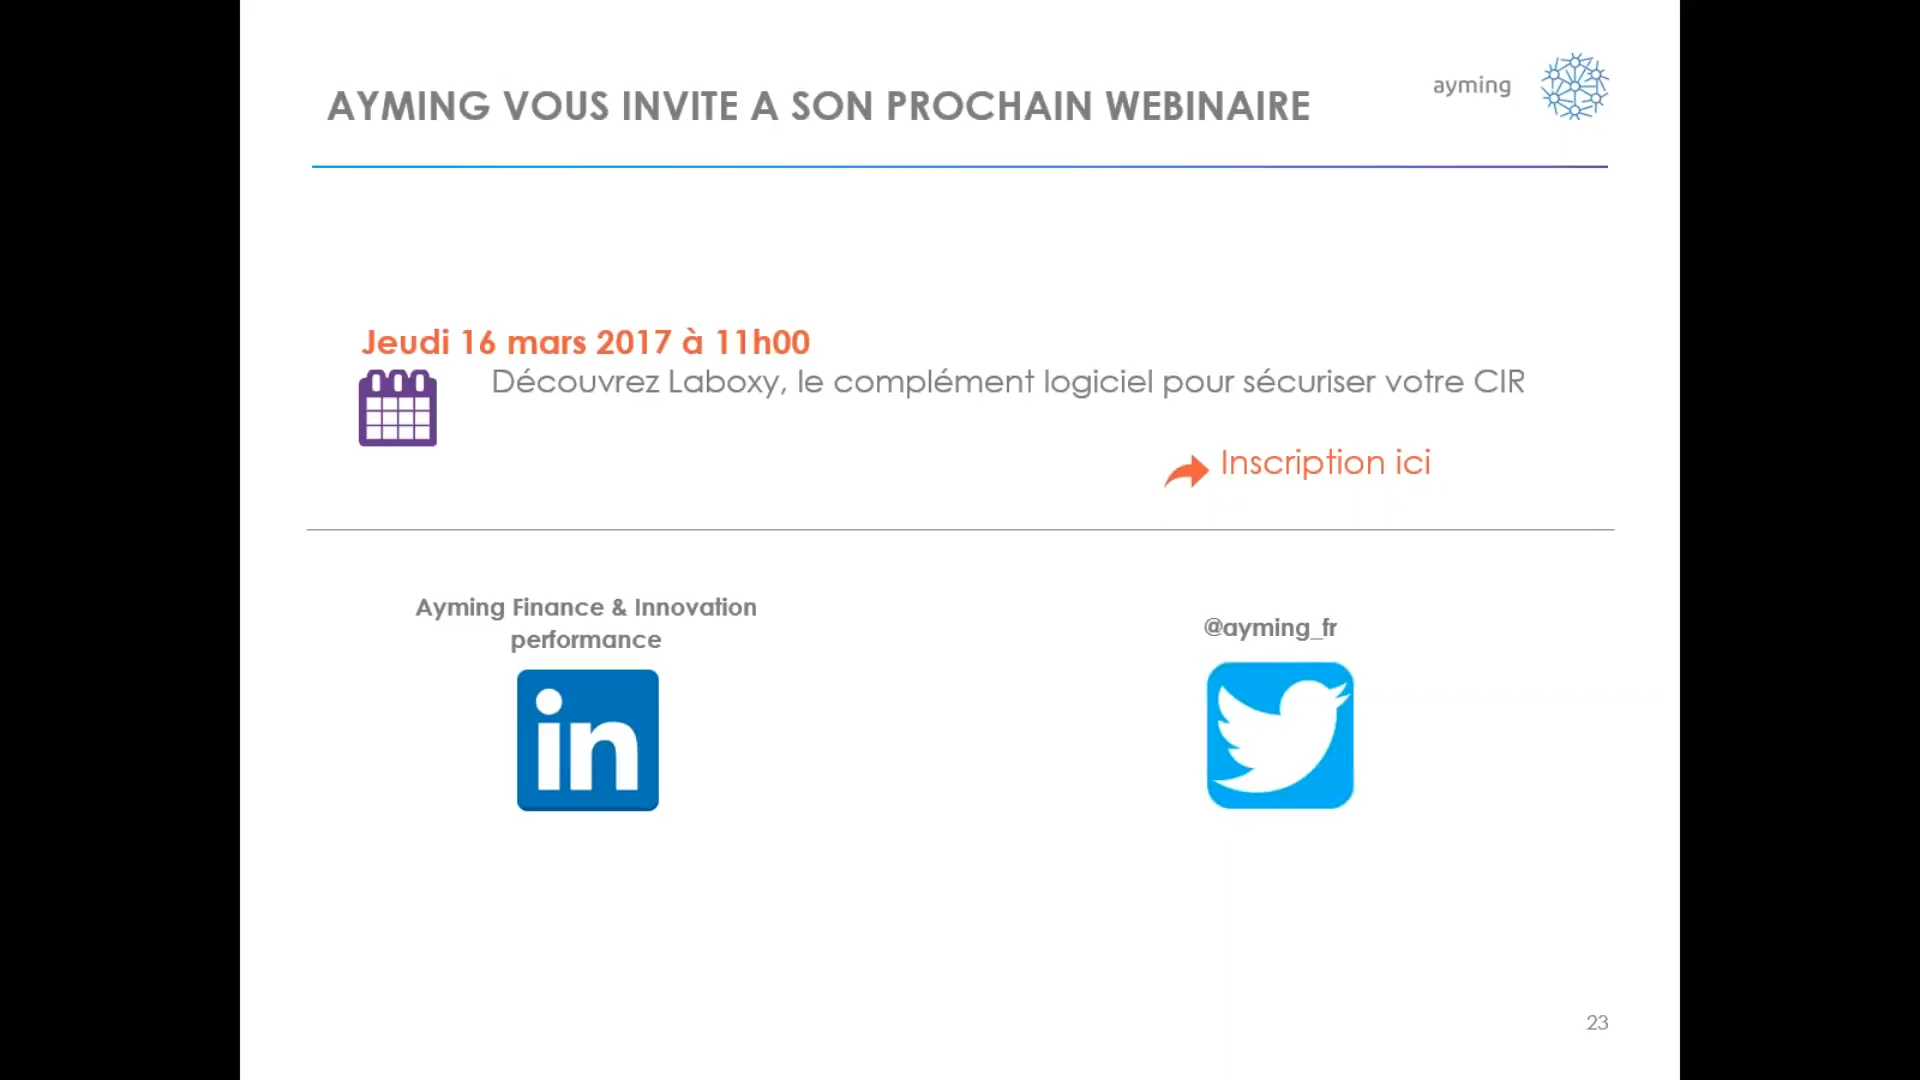 AYMING VOUS INVITE A SON PROCHAIN WEBINAIRE
ayming
Jeudi 16 mars 2017 à 11h00
Découvrez Laboxy, le complément logiciel pour sécuriser votre CIR
Inscription ici
Ayming Finance & Innovation
performance
@ayming_fr
in
23